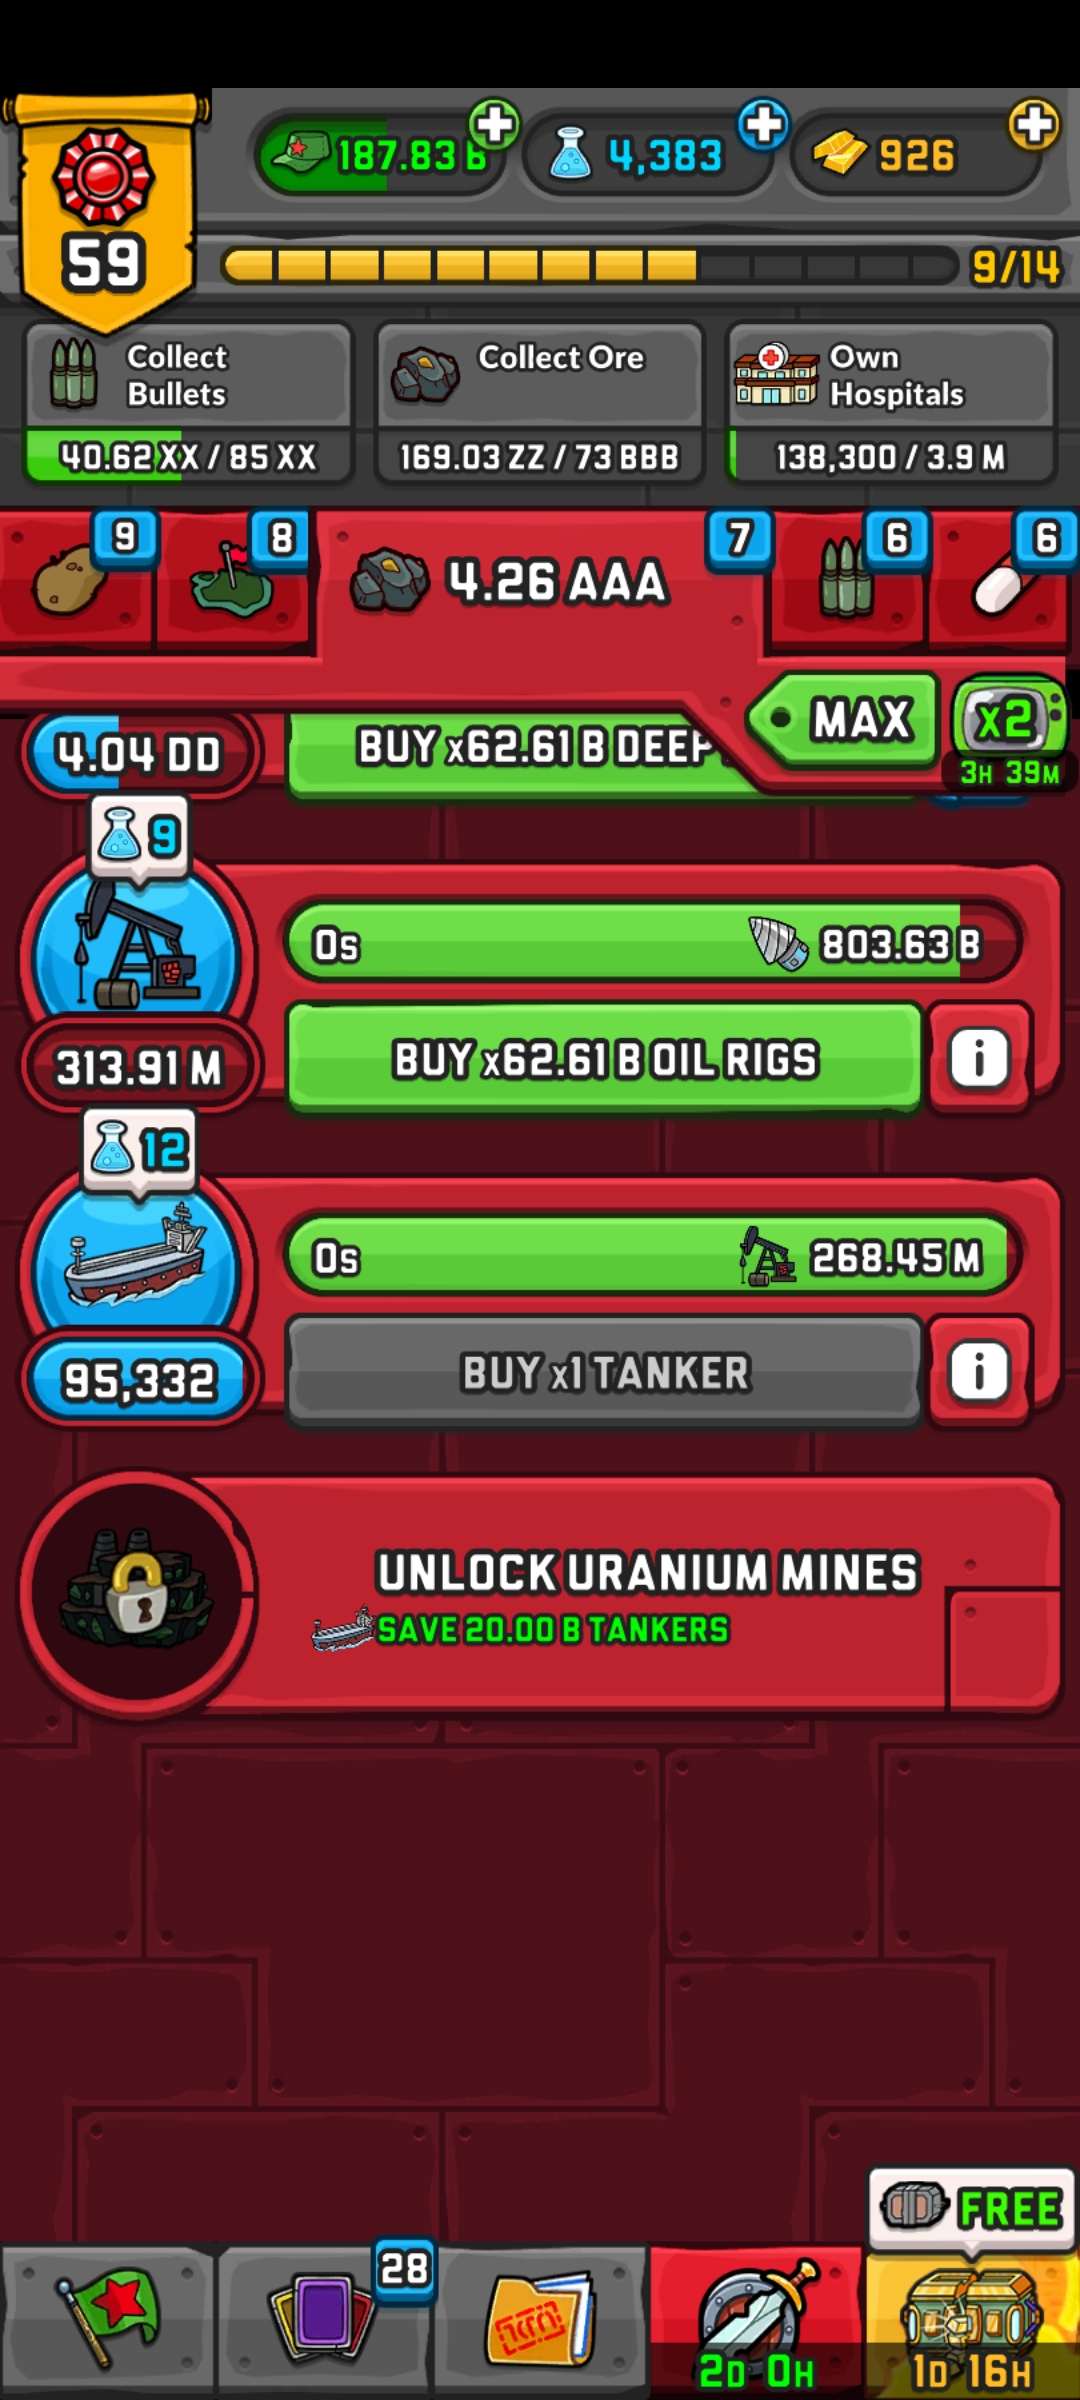 187.83 B
4,383
926
59
9/14
Collect
Bullets
40.62 XX / 85 XX
Collect Ore
169.03 ZZ / 73 BBB
Own
Hospitals
138,300 / 3.9 M
9
8
4.26 AAA
7
6
6
MAX
x2
3H 39M
4.04 DD
BUY x62.61 B DEEP
9
0s
803.63 B
313.91 M
BUY x62.61 B OIL RIGS
i
12
0s
268.45 M
95,332
BUY x1 TANKER
i
UNLOCK URANIUM MINES
SAVE 20.00 B TANKERS
FREE
28
2D 0H
1D 16H